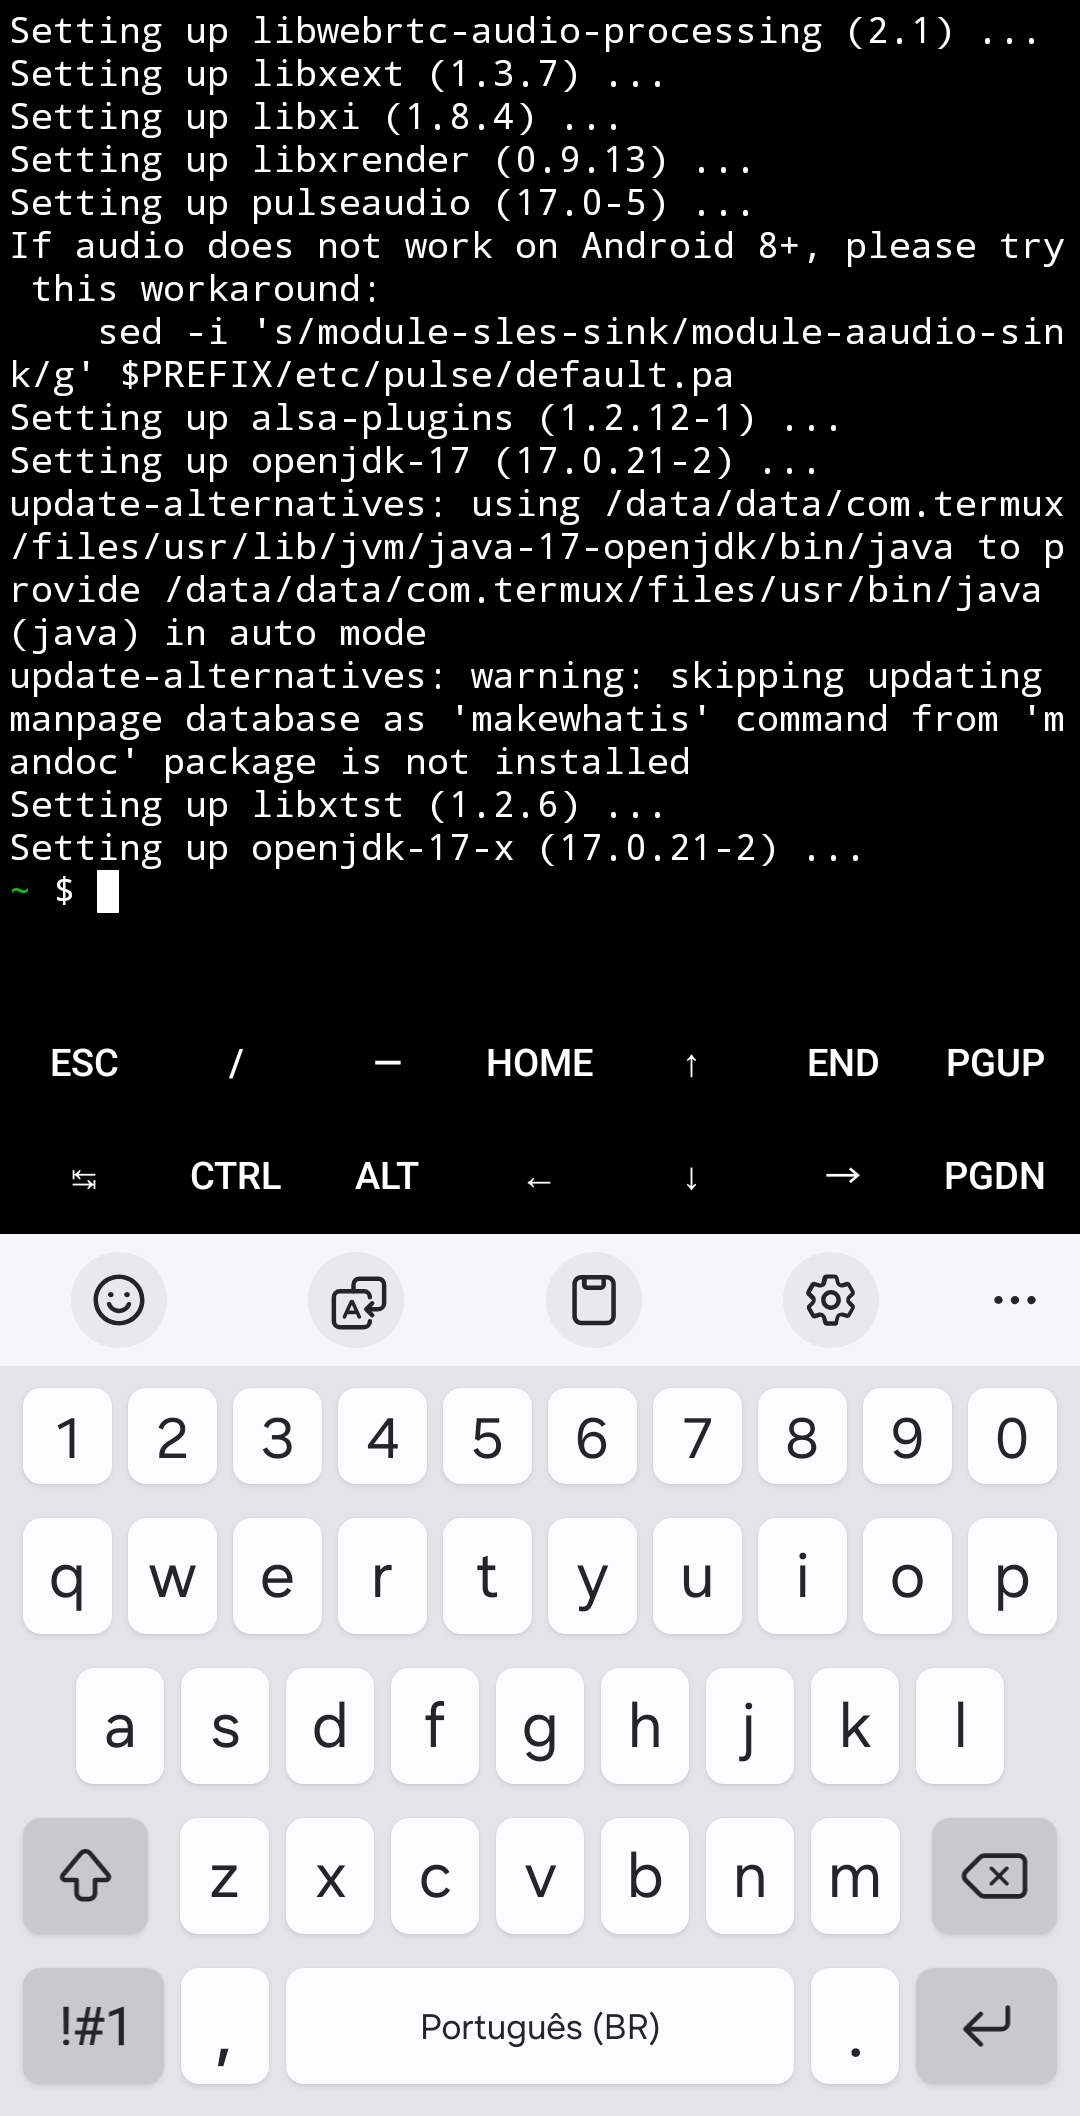 Setting up libwebrtc-audio-processing (2.1) ...
Setting up libxext (1.3.7) ...
Setting up libxi (1.8.4) ...
Setting up libxrender (0.9.13) ...
Setting up pulseaudio (17.0-5) ...
If audio does not work on Android 8+, please try
 this workaround:
    sed -i 's/module-sles-sink/module-aaudio-sin
k/g' $PREFIX/etc/pulse/default.pa
Setting up alsa-plugins (1.2.12-1) ...
Setting up openjdk-17 (17.0.21-2) ...
update-alternatives: using /data/data/com.termux
/files/usr/lib/jvm/java-17-openjdk/bin/java to p
rovide /data/data/com.termux/files/usr/bin/java
(java) in auto mode
update-alternatives: warning: skipping updating
manpage database as 'makewhatis' command from 'm
andoc' package is not installed
Setting up libxtst (1.2.6) ...
Setting up openjdk-17-x (17.0.21-2) ...
~ $
ESC / — HOME ↑ END PGUP
↹ CTRL ALT ← ↓ → PGDN
1 2 3 4 5 6 7 8 9 0
q w e r t y u i o p
a s d f g h j k l
z x c v b n m
!#1 , Português (BR) .